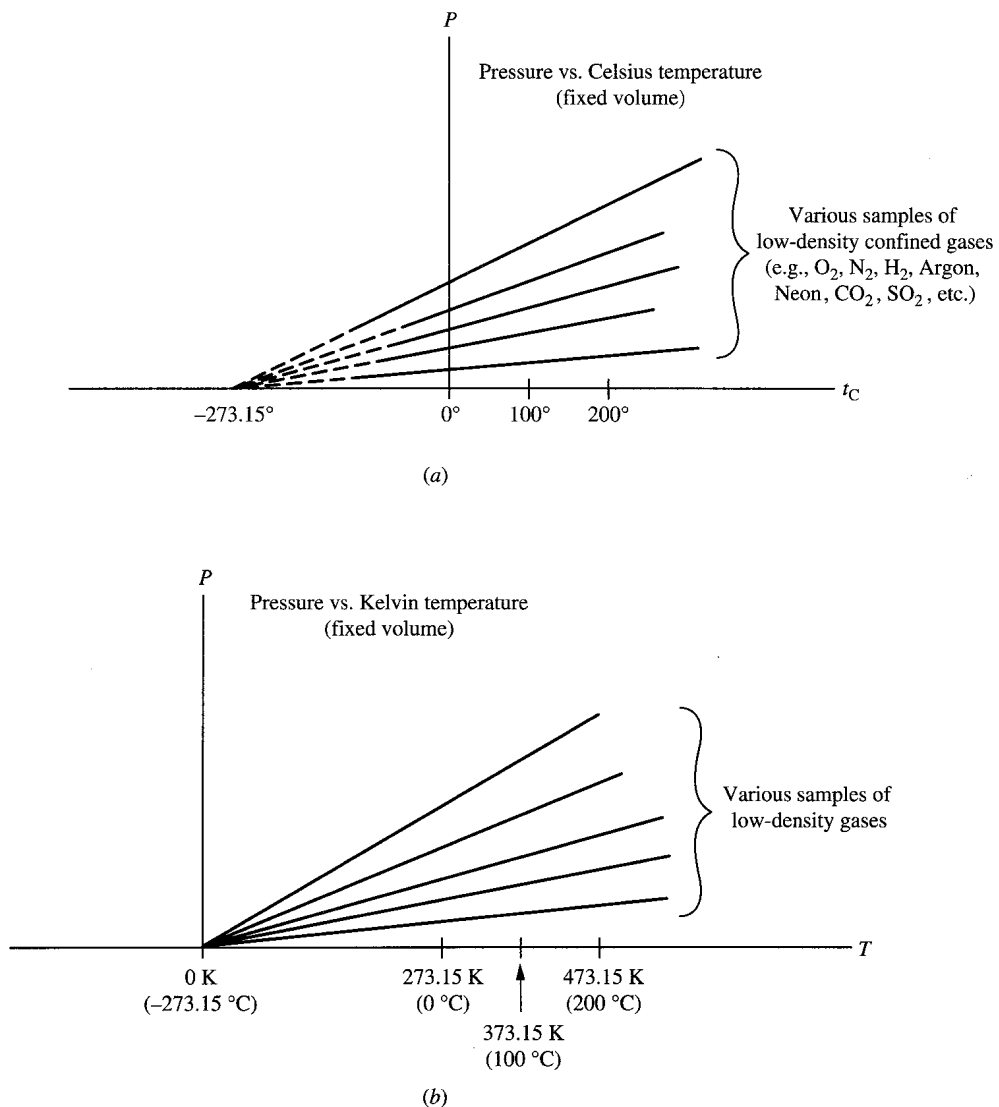 P
Pressure vs. Celsius temperature
(fixed volume)
Various samples of
low-density confined gases
(e.g., O₂, N₂, H₂, Argon,
Neon, CO₂, SO₂, etc.)
–273.15°
0°
100°
200°
t_C
(a)
P
Pressure vs. Kelvin temperature
(fixed volume)
Various samples of
low-density gases
T
0 K
(–273.15 °C)
273.15 K
(0 °C)
473.15 K
(200 °C)
373.15 K
(100 °C)
(b)